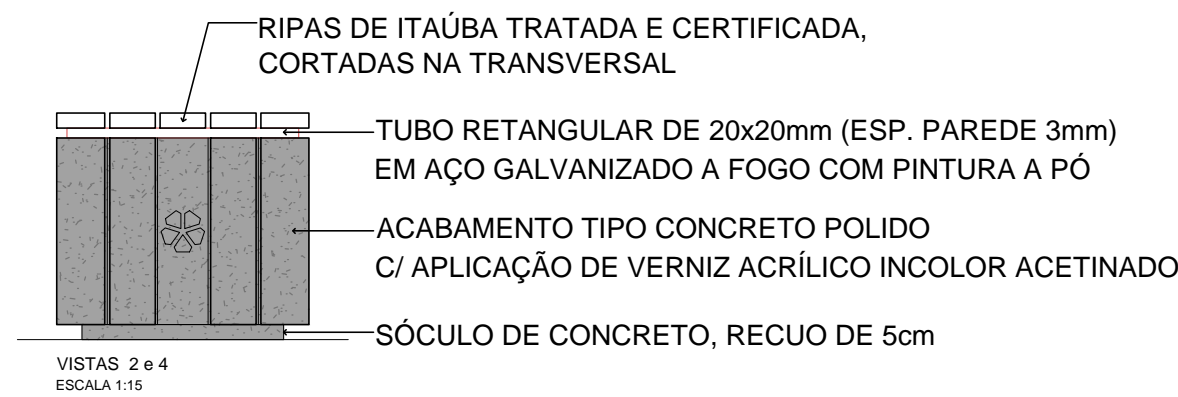 RIPAS DE ITAÚBA TRATADA E CERTIFICADA,
CORTADAS NA TRANSVERSAL
TUBO RETANGULAR DE 20x20mm (ESP. PAREDE 3mm)
EM AÇO GALVANIZADO A FOGO COM PINTURA A PÓ
ACABAMENTO TIPO CONCRETO POLIDO
C/ APLICAÇÃO DE VERNIZ ACRÍLICO INCOLOR ACETINADO
SÓCULO DE CONCRETO, RECUO DE 5cm
VISTAS 2 e 4
ESCALA 1:15